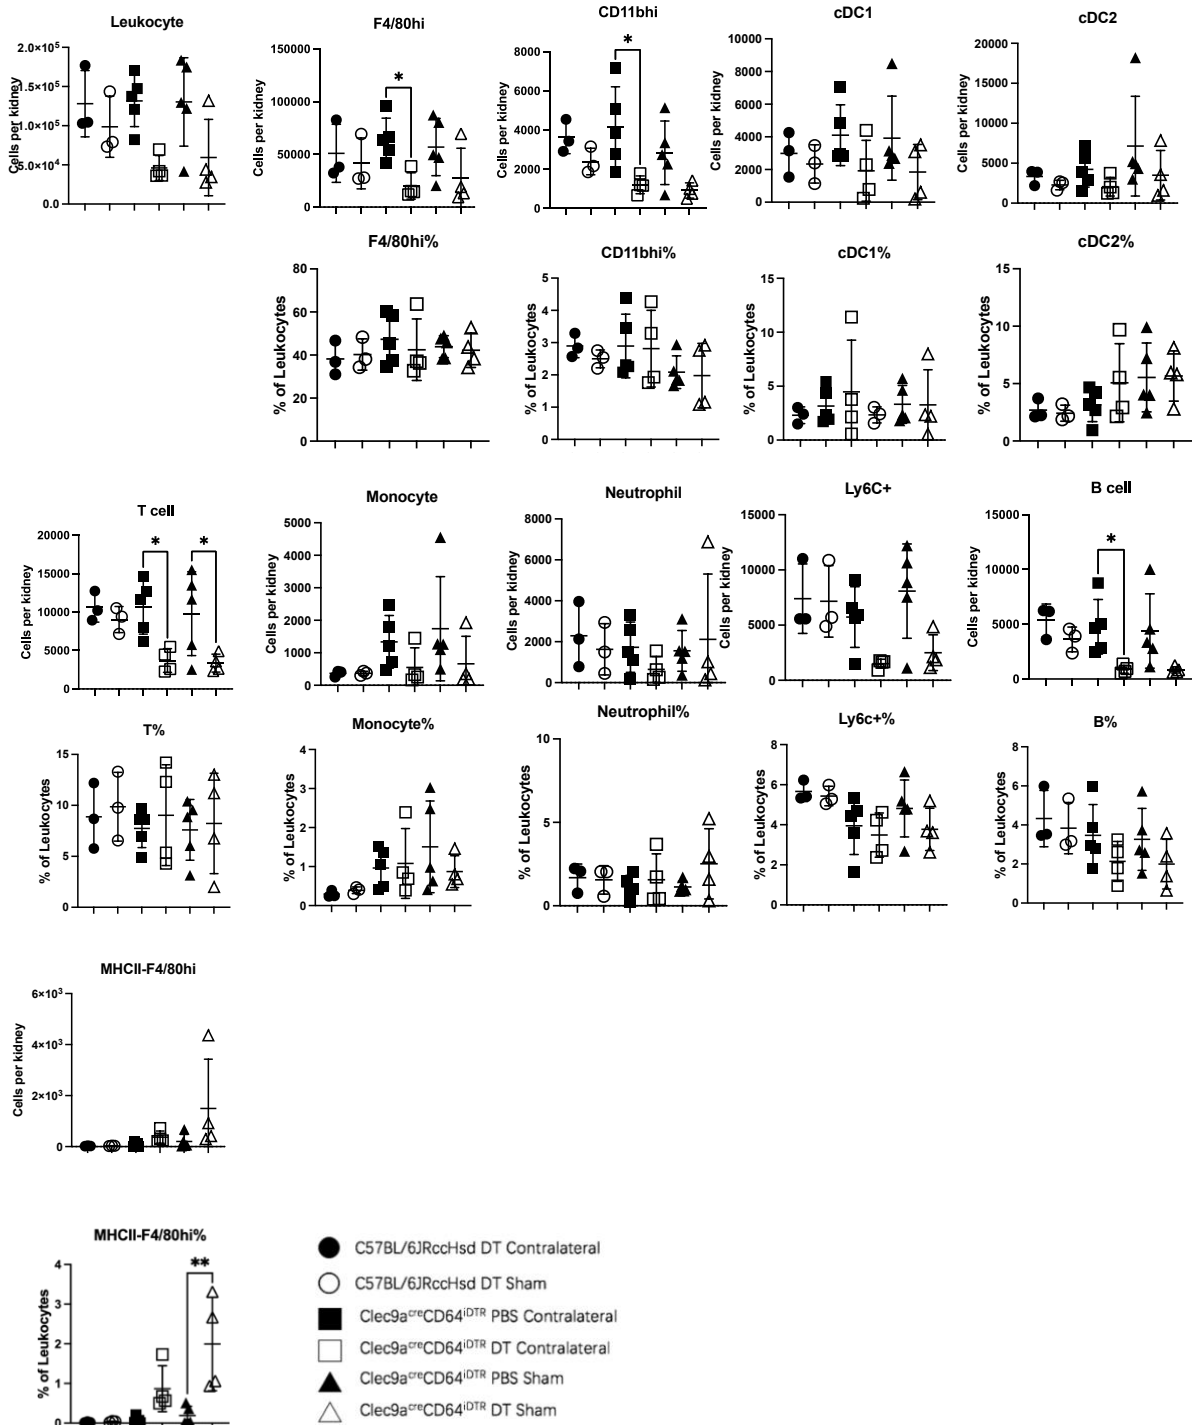 Leukocyte
Cells per kidney
2.0×10⁵
1.5×10⁵
1.0×10⁵
5.0×10⁴
0.0
F4/80hi
Cells per kidney
150000
100000
50000
0
*
CD11bhi
Cells per kidney
8000
6000
4000
2000
0
*
cDC1
Cells per kidney
10000
8000
6000
4000
2000
0
cDC2
Cells per kidney
20000
15000
10000
5000
0
F4/80hi%
% of Leukocytes
80
60
40
20
0
CD11bhi%
% of Leukocytes
5
4
3
2
1
0
cDC1%
% of Leukocytes
15
10
5
0
cDC2%
% of Leukocytes
15
10
5
0
T cell
Cells per kidney
20000
15000
10000
5000
0
*
*
Monocyte
Cells per kidney
5000
4000
3000
2000
1000
0
Neutrophil
Cells per kidney
8000
6000
4000
2000
0
Ly6C+
Cells per kidney
15000
10000
5000
0
B cell
Cells per kidney
15000
10000
5000
0
*
T%
% of Leukocytes
15
10
5
0
Monocyte%
% of Leukocytes
4
3
2
1
0
Neutrophil%
% of Leukocytes
10
5
0
Ly6c+%
% of Leukocytes
8
6
4
2
0
B%
% of Leukocytes
8
6
4
2
0
MHCII-F4/80hi
Cells per kidney
6×10³
4×10³
2×10³
0
MHCII-F4/80hi%
% of Leukocytes
4
3
2
1
0
**
C57BL/6JRccHsd DT Contralateral
C57BL/6JRccHsd DT Sham
Clec9a^cre CD64^iDTR PBS Contralateral
Clec9a^cre CD64^iDTR DT Contralateral
Clec9a^cre CD64^iDTR PBS Sham
Clec9a^cre CD64^iDTR DT Sham